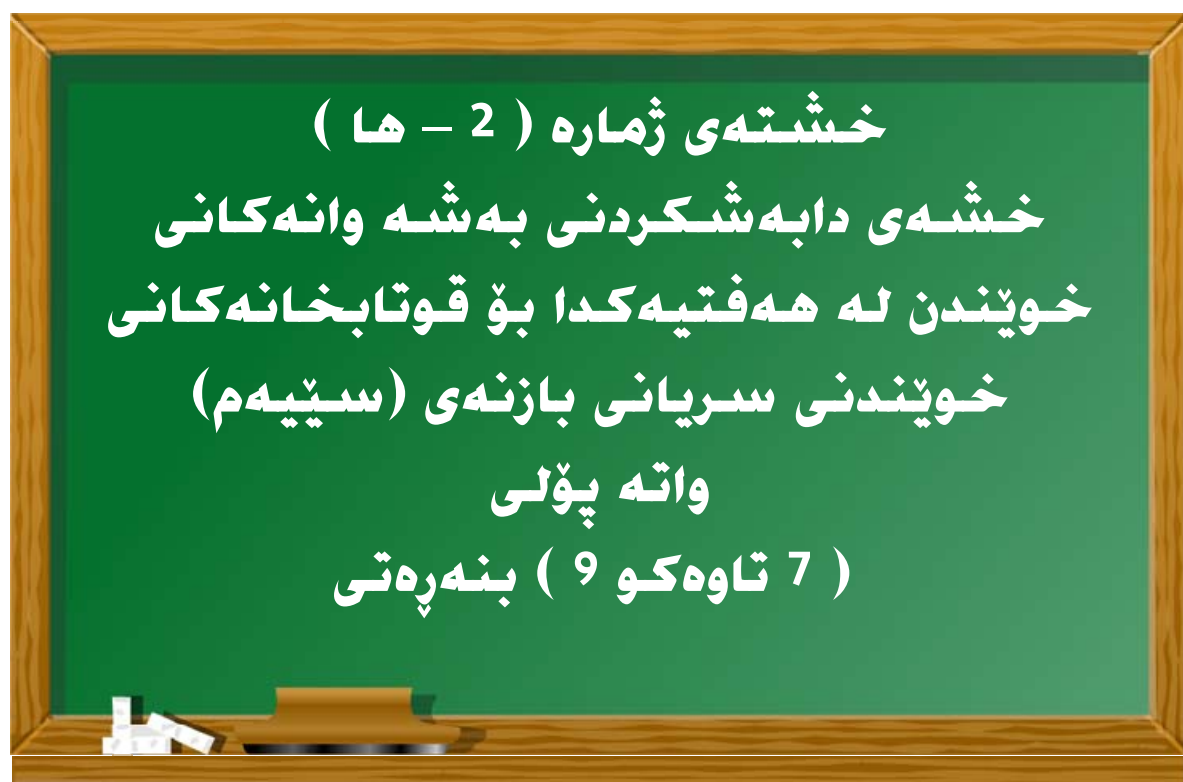 خشتەی ژمارە ( 2 – ها )
خشەی دابەشکردنی بەشە وانەکانی
خوێندن لە هەفتیەکدا بۆ قوتابخانەکانی
خوێندنی سریانی بازنەی (سێیەم)
واتە پۆلی
( 7 تاوەکو 9 ) بنەڕەتی